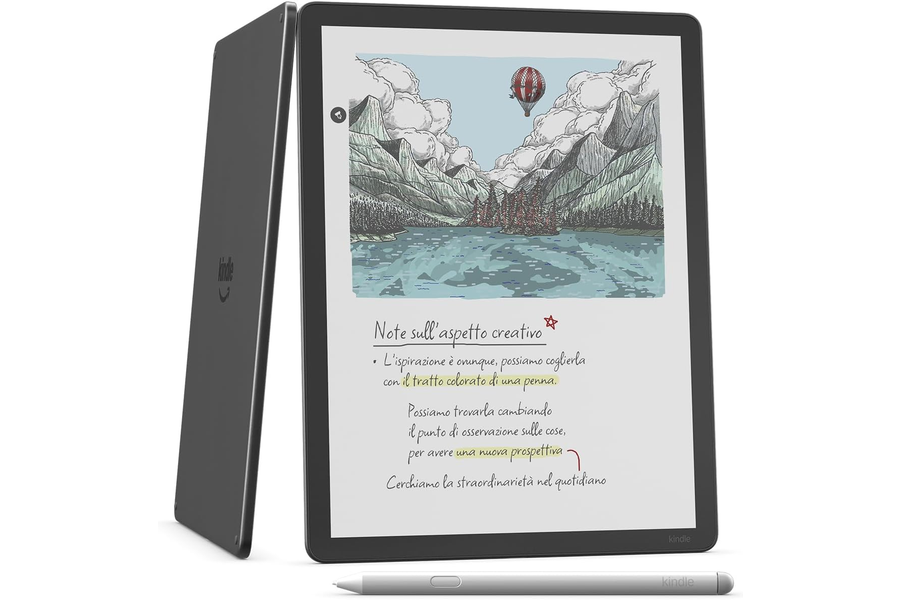 kindle
Note sull'aspetto creativo
• L'ispirazione è ovunque, possiamo coglierla
con il tratto colorato di una penna.
Possiamo trovarla cambiando
il punto di osservazione sulle cose,
per avere una nuova prospettiva
Cerchiamo la straordinarietà nel quotidiano
kindle
kindle